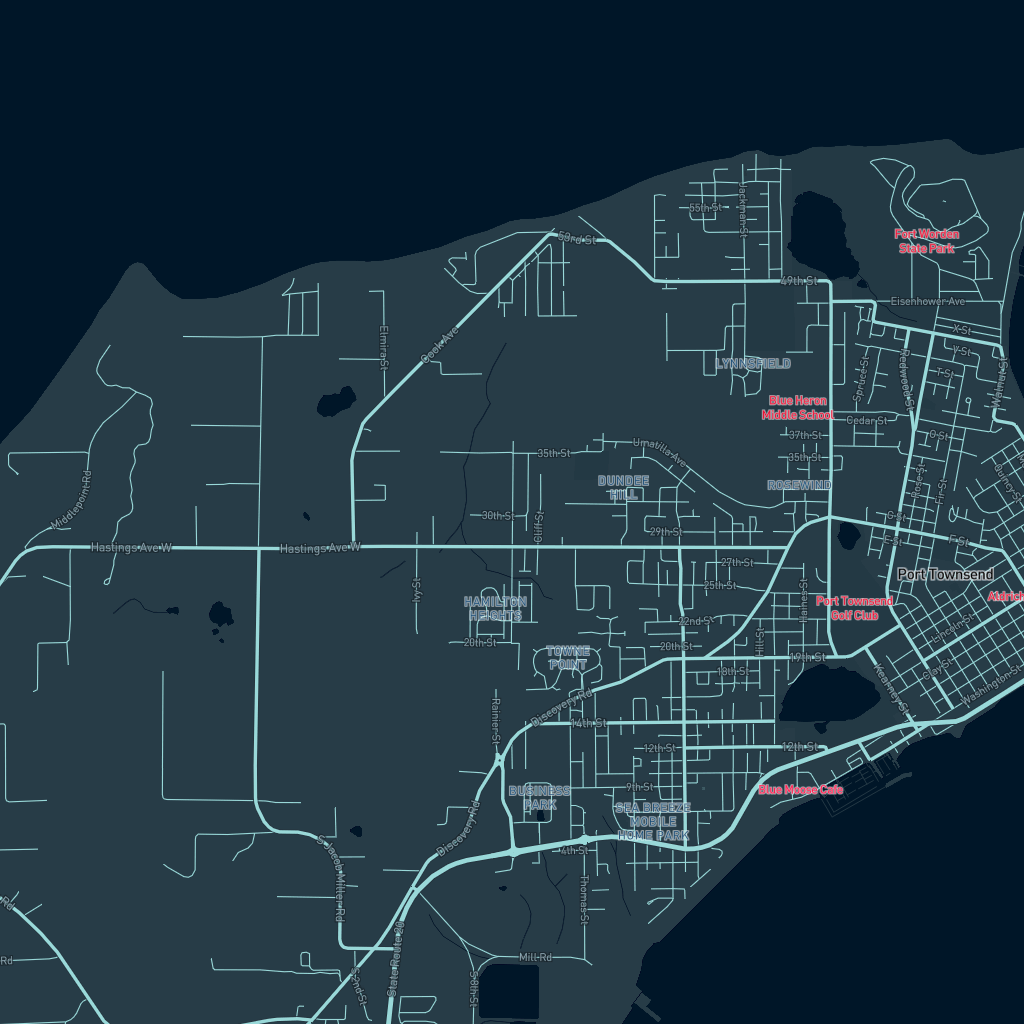 55th St
Jackman St
Fort Worden
State Park
53rd St
49th St
Eisenhower Ave
X St
Elmira St
Cook Ave
Y St
LYNNSFIELD
Spruce St
Redwood St
T St
Walnut St
Blue Heron
Middle School
Cedar St
37th St
O St
35th St
Umatilla Ave
35th St
DUNDEE
HILL
ROSEWIND
Rose St
Fir St
Quincy St
Middlepoint Rd
30th St
Cliff St
29th St
G St
E St
F St
Hastings Ave W
Hastings Ave W
27th St
Port Townsend
25th St
Ivy St
Haines St
HAMILTON
HEIGHTS
Port Townsend
Golf Club
Aldrich
22nd St
Lincoln St
20th St
20th St
Hill St
TOWNE
POINT
19th St
18th St
Clay St
Kearney St
Washington St
Rainier St
Discovery Rd
14th St
12th St
12th St
BUSINESS
PARK
9th St
Blue Moose Cafe
SEA BREEZE
MOBILE
HOME PARK
Discovery Rd
4th St
S Jacob Miller Rd
Thomas St
Rd
State Route 20
Rd
Mill Rd
S 2nd St
S 8th St